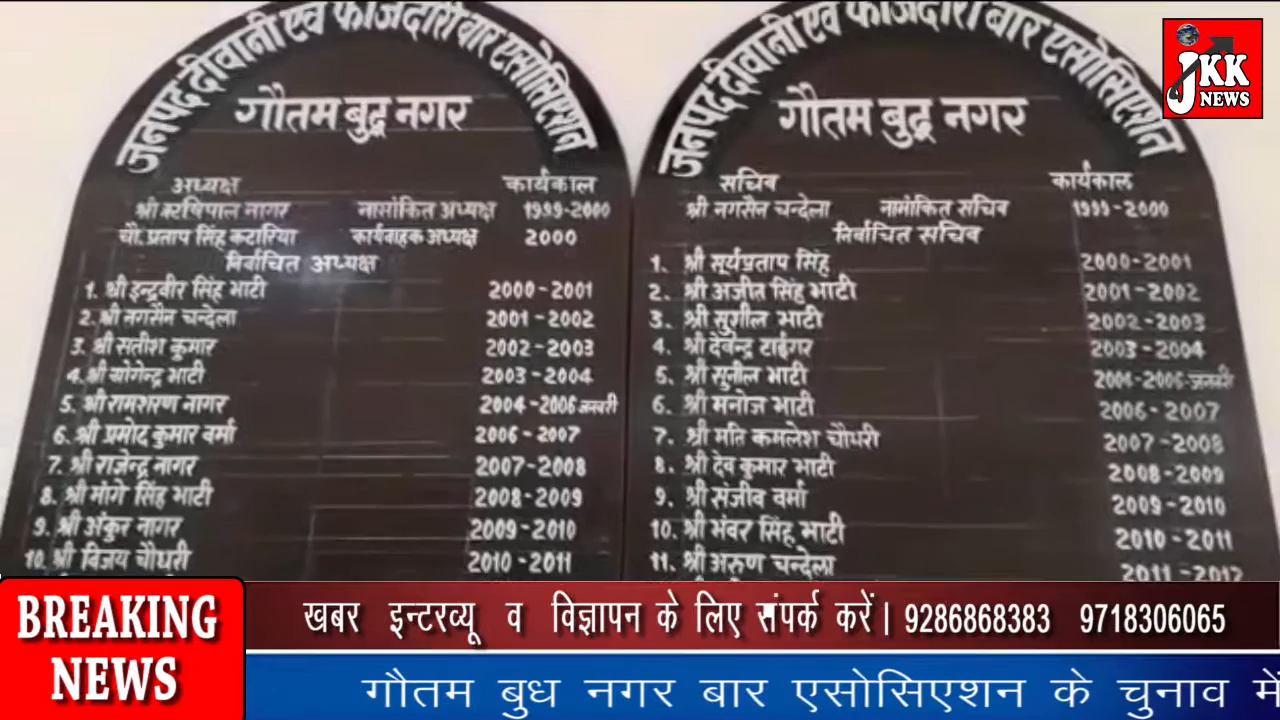 जनपद दीवानी एवं फौजदारी बार एसोसिएशन
गौतम बुद्ध नगर
अध्यक्ष कार्यकाल
श्री ऋषिपाल नागर नामांकित अध्यक्ष 1999-2000
चौ. प्रताप सिंह कटारिया कार्यवाहक अध्यक्ष 2000
निर्वाचित अध्यक्ष
1. श्री इन्द्रवीर सिंह भाटी 2000-2001
2. श्री नगसैन चन्देला 2001-2002
3. श्री सतीश कुमार 2002-2003
4. श्री योगेन्द्र भाटी 2003-2004
5. श्री रामशरण नागर 2004-2006 जनवरी
6. श्री प्रमोद कुमार वर्मा 2006-2007
7. श्री राजेन्द्र नागर 2007-2008
8. श्री मांगे सिंह भाटी 2008-2009
9. श्री अंकुर नागर 2009-2010
10. श्री विजय चौधरी 2010-2011
जनपद दीवानी एवं फौजदारी बार एसोसिएशन
गौतम बुद्ध नगर
सचिव कार्यकाल
श्री नगसैन चन्देला नामांकित सचिव 1999-2000
निर्वाचित सचिव
1. श्री सूर्यप्रताप सिंह 2000-2001
2. श्री अजीत सिंह भाटी 2001-2002
3. श्री सुशील भाटी 2002-2003
4. श्री देवेन्द्र टाईगर 2003-2004
5. श्री सुनील भाटी 2004-2006 जनवरी
6. श्री मनोज भाटी 2006-2007
7. श्री मति कमलेश चौधरी 2007-2008
8. श्री देव कुमार भाटी 2008-2009
9. श्री संजीव वर्मा 2009-2010
10. श्री भंवर सिंह भाटी 2010-2011
11. श्री अरुण चन्देला 2011-2012
JKK
NEWS
BREAKING
NEWS
खबर इन्टरव्यू व विज्ञापन के लिए संपर्क करें। 9286868383 9718306065
गौतम बुध नगर बार एसोसिएशन के चुनाव में